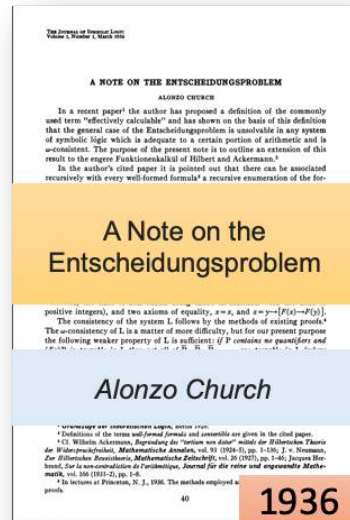 THE JOURNAL OF SYMBOLIC LOGIC
Volume 1, Number 1, March 1936
A NOTE ON THE ENTSCHEIDUNGSPROBLEM
ALONZO CHURCH
In a recent paper¹ the author has proposed a definition of the commonly
used term "effectively calculable" and has shown on the basis of this definition
that the general case of the Entscheidungsproblem is unsolvable in any system
of symbolic logic which is adequate to a certain portion of arithmetic and is
ω-consistent. The purpose of the present note is to outline an extension of this
result to the engere Funktionenkalkül of Hilbert and Ackermann.²
In the author's cited paper it is pointed out that there can be associated
recursively with every well-formed formula³ a recursive enumeration of the for-
A Note on the
Entscheidungsproblem
positive integers), and two axioms of equality,
The consistency of the system L follows by the methods of existing proofs.⁴
The ω-consistency of L is a matter of more difficulty, but for our present purpose
the following weaker property of L is sufficient: if P contains no quantifiers and
Alonzo Church
³ Definitions of the terms well-formed formula and convertible are given in the cited paper.
⁴ Cf. Wilhelm Ackermann, Begründung des "tertium non datur" mittels der Hilbertschen Theorie
der Widerspruchsfreiheit, Mathematische Annalen, vol. 93 (1924-5), pp. 1-136; J. v. Neumann,
Zur Hilbertschen Beweistheorie, Mathematische Zeitschrift, vol. 26 (1927), pp. 1-46; Jacques Her-
brand, Sur la non-contradiction de l'arithmétique, Journal für die reine und angewandte Mathe-
matik, vol. 166 (1931-2), pp. 1-8.
In lectures at Princeton, N. J., 1936. The methods employed
proofs.
40
1936